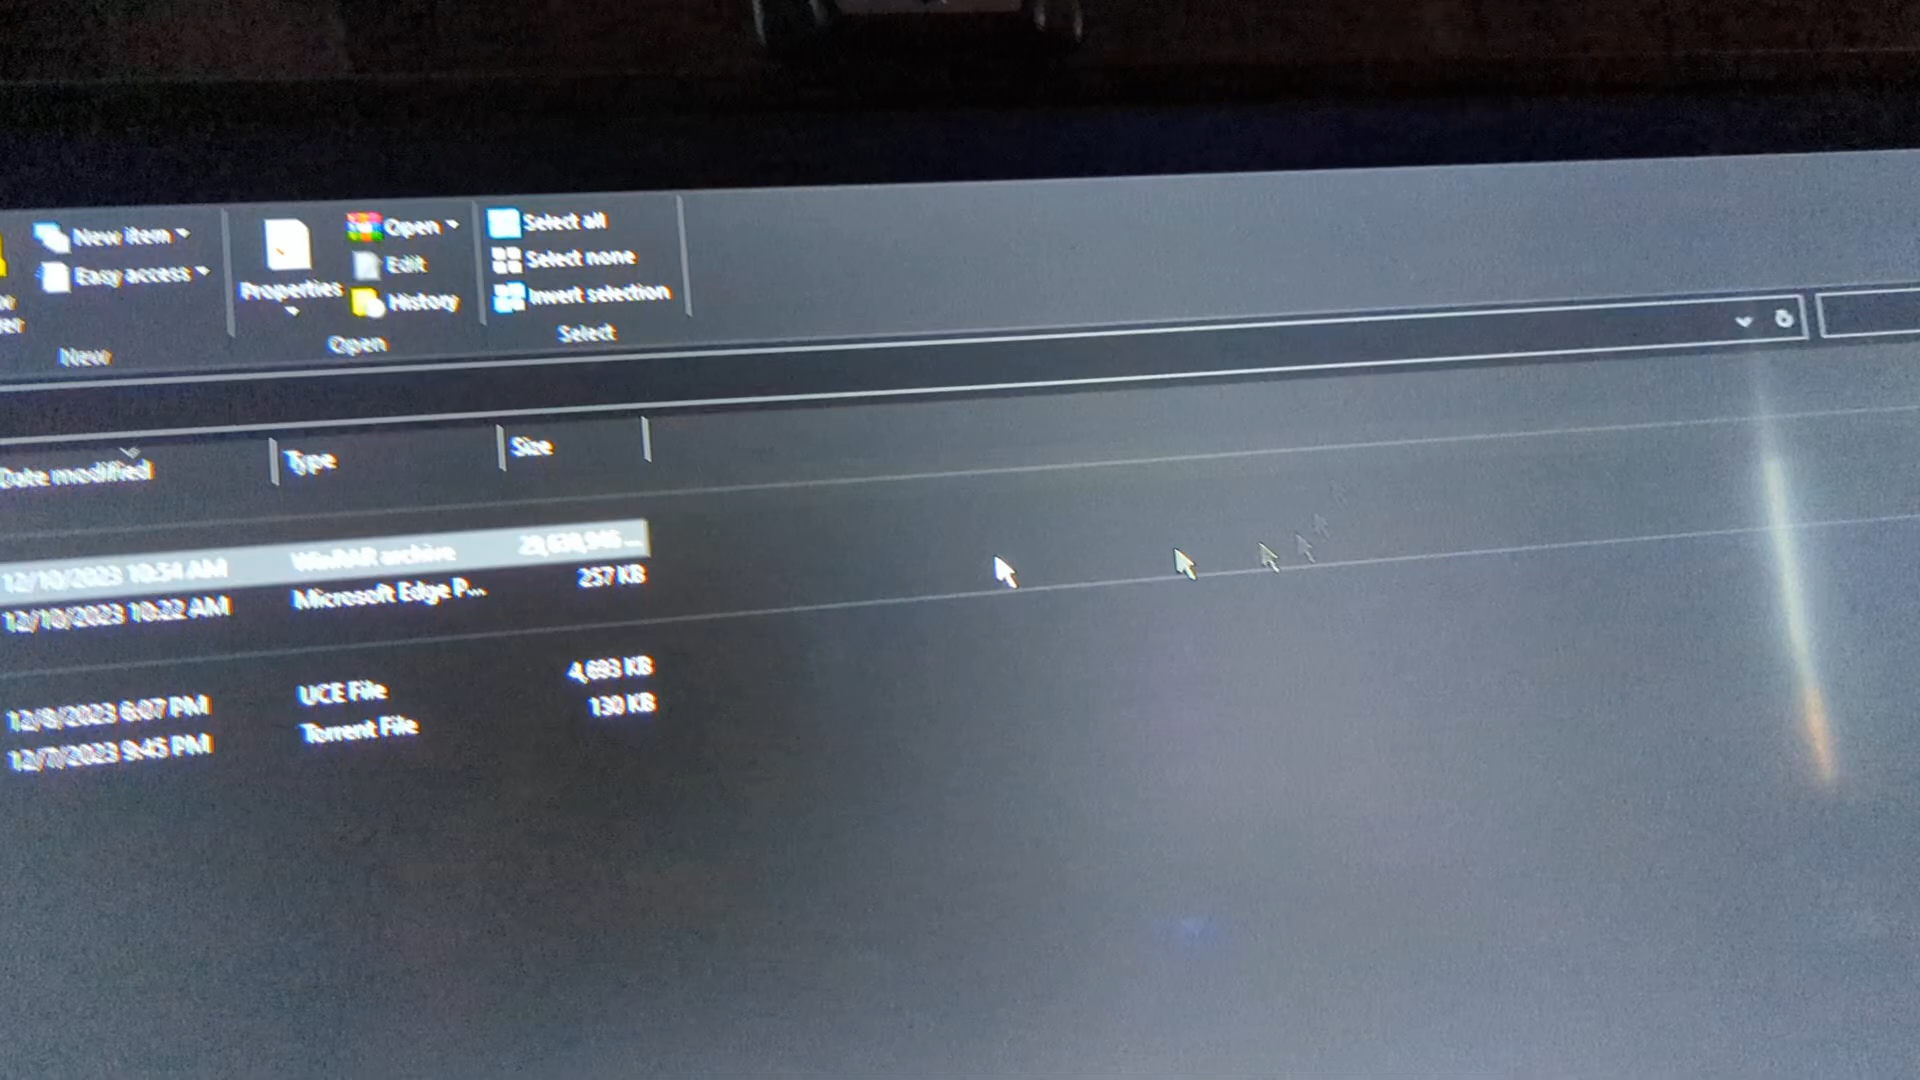 New item
Easy access
New
Properties
Open
Edit
History
Open
Select all
Select none
Invert selection
Select
Date modified
Type
Size
12/10/2023 10:54 AM WinRAR archive
12/10/2023 10:22 AM Microsoft Edge P... 257 KB
12/8/2023 6:07 PM UCE File 4,693 KB
12/7/2023 9:45 PM Torrent File 130 KB